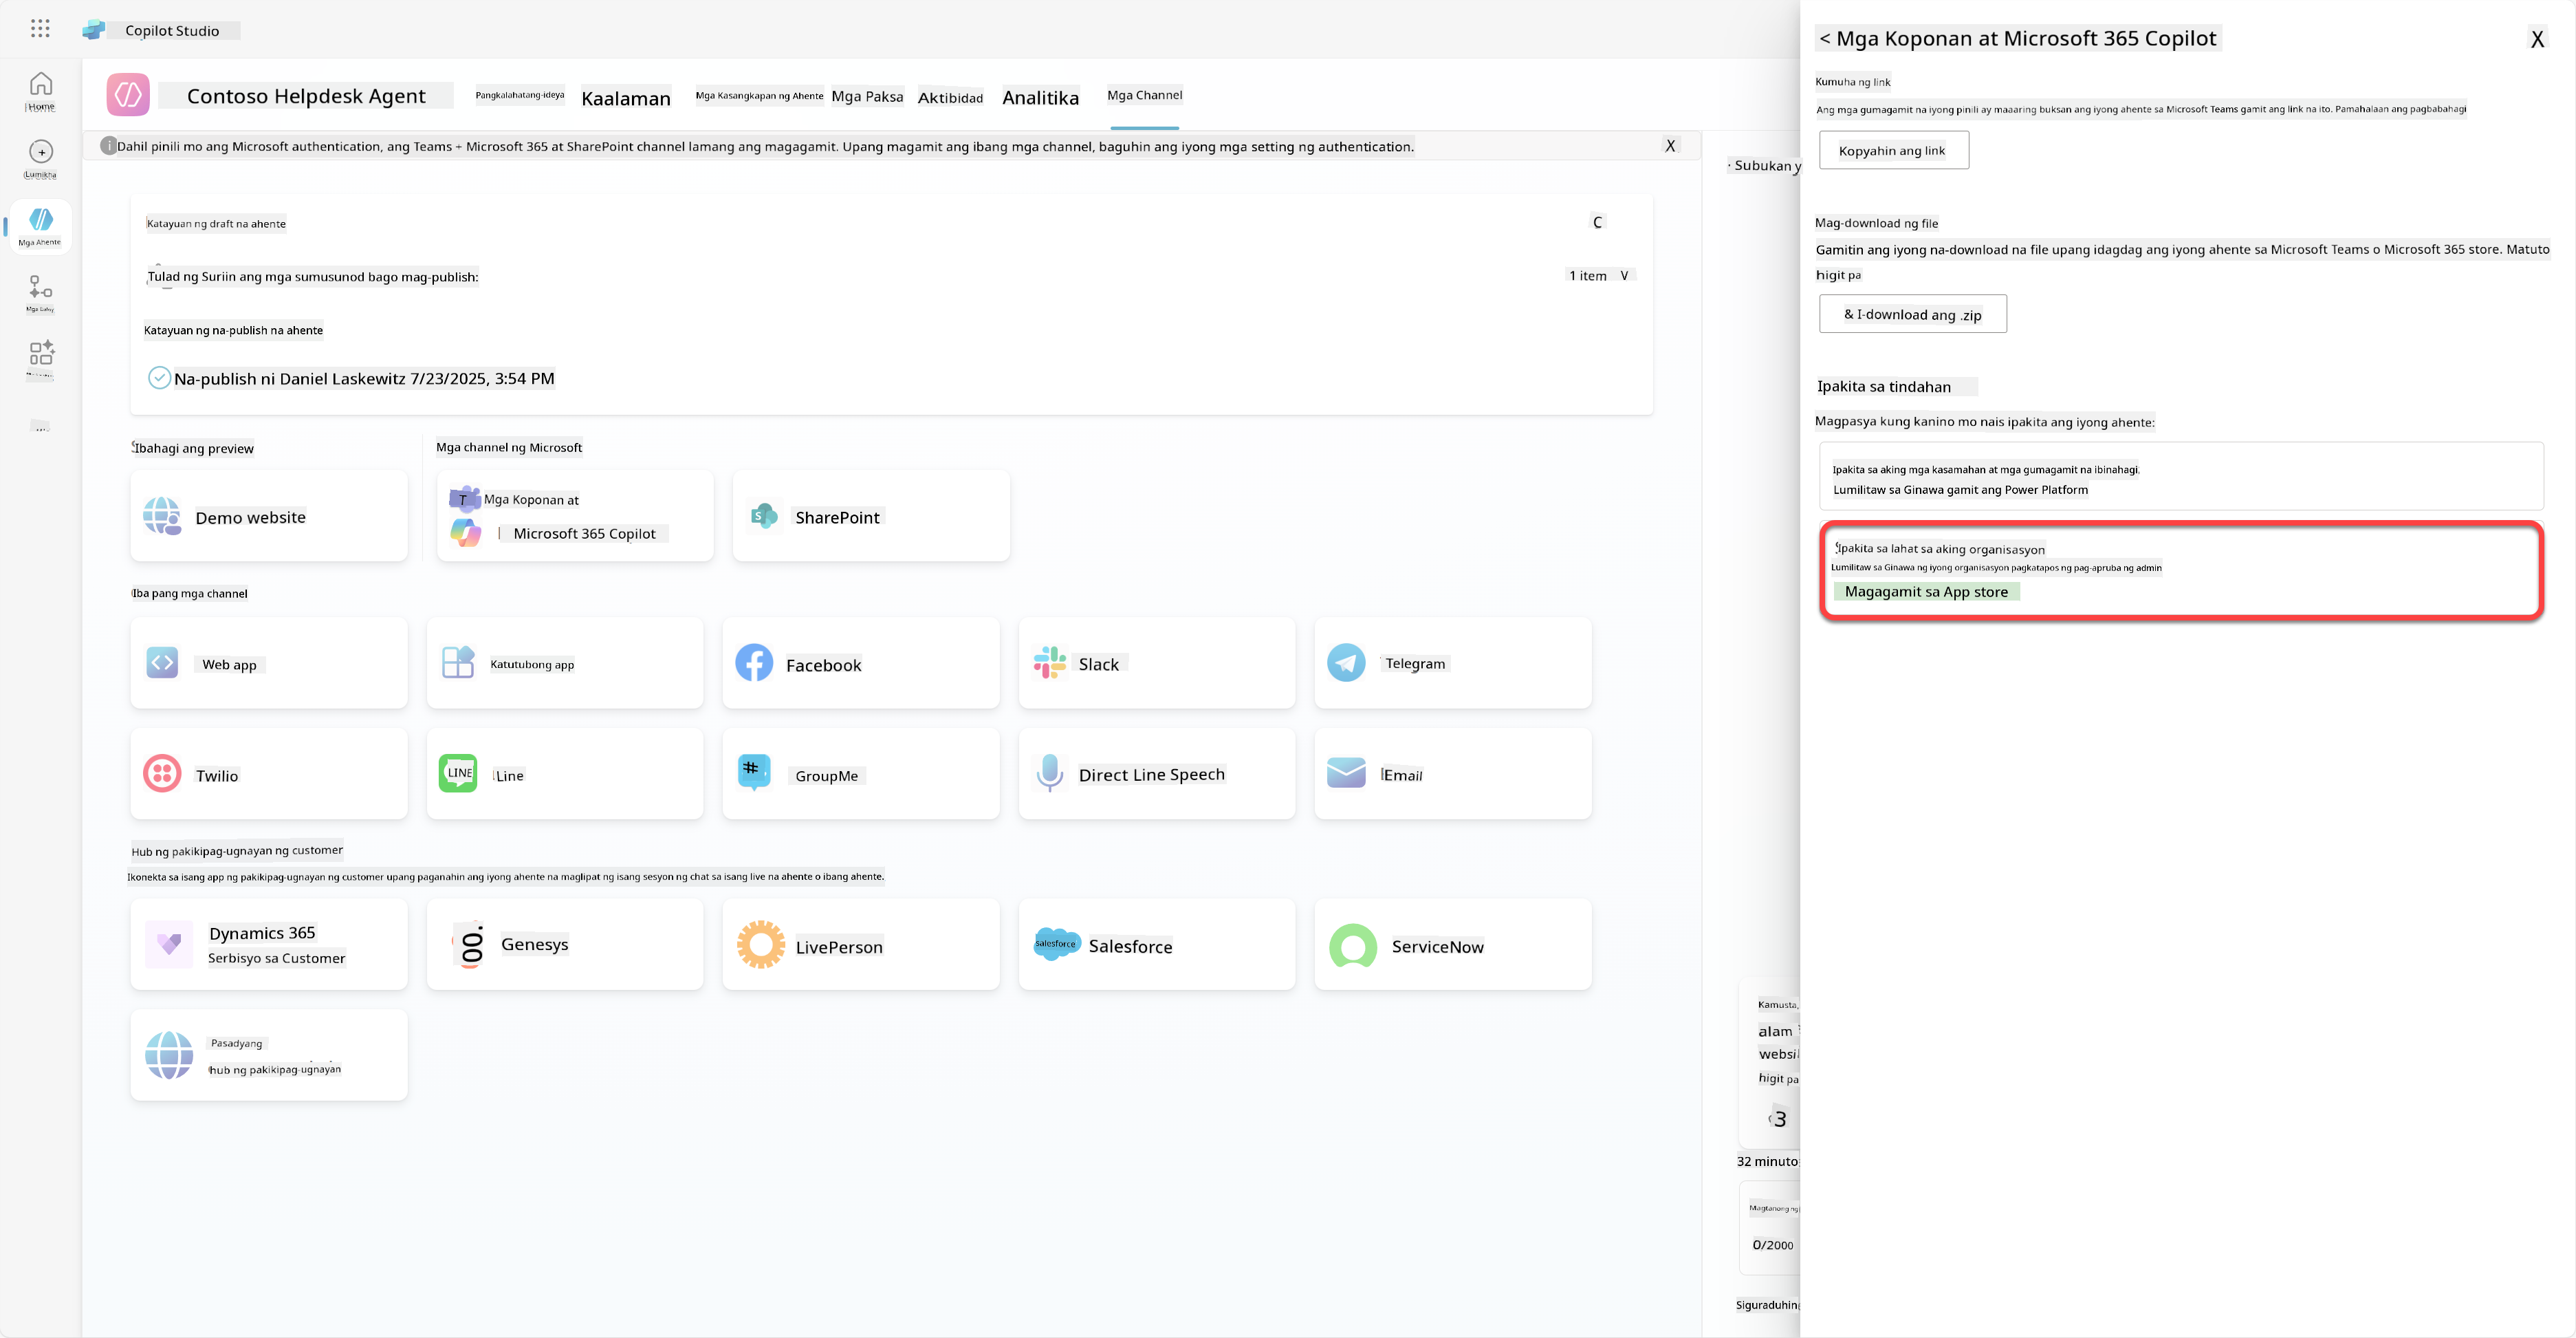 Copilot Studio
Home
Lumikha
Mga Ahente
Contoso Helpdesk Agent
Pangkalahatang-ideya
Kaalaman
Mga Kasangkapan ng Ahente
Mga Paksa
Aktibidad
Analitika
Mga Channel
Dahil pinili mo ang Microsoft authentication, ang Teams + Microsoft 365 at SharePoint channel lamang ang magagamit. Upang magamit ang ibang mga channel, baguhin ang iyong mga setting ng authentication.
X
Katayuan ng draft na ahente
C
Tulad ng Suriin ang mga sumusunod bago mag-publish:
1 item V
Katayuan ng na-publish na ahente
Na-publish ni Daniel Laskewitz 7/23/2025, 3:54 PM
Ibahagi ang preview
Mga channel ng Microsoft
Demo website
Mga Koponan at
Microsoft 365 Copilot
SharePoint
Iba pang mga channel
Web app
Katutubong app
Facebook
Slack
Telegram
Twilio
LINE
Line
GroupMe
Direct Line Speech
Email
Hub ng pakikipag-ugnayan ng customer
Ikonekta sa isang app ng pakikipag-ugnayan ng customer upang paganahin ang iyong ahente na maglipat ng isang sesyon ng chat sa isang live na ahente o ibang ahente.
Dynamics 365
Serbisyo sa Customer
Genesys
LivePerson
salesforce
Salesforce
ServiceNow
Pasadyang
hub ng pakikipag-ugnayan
· Subukan y
Kamusta,
alam
websi
higit pa
3
32 minuto
Magtanong ng
0/2000
Siguraduhin
< Mga Koponan at Microsoft 365 Copilot
X
Kumuha ng link
Ang mga gumagamit na iyong pinili ay maaaring buksan ang iyong ahente sa Microsoft Teams gamit ang link na ito. Pamahalaan ang pagbabahagi
Kopyahin ang link
Mag-download ng file
Gamitin ang iyong na-download na file upang idagdag ang iyong ahente sa Microsoft Teams o Microsoft 365 store. Matuto
higit pa
& I-download ang .zip
Ipakita sa tindahan
Magpasya kung kanino mo nais ipakita ang iyong ahente:
Ipakita sa aking mga kasamahan at mga gumagamit na ibinahagi.
Lumilitaw sa Ginawa gamit ang Power Platform
Ipakita sa lahat sa aking organisasyon
Lumilitaw sa Ginawa ng iyong organisasyon pagkatapos ng pag-apruba ng admin
Magagamit sa App store